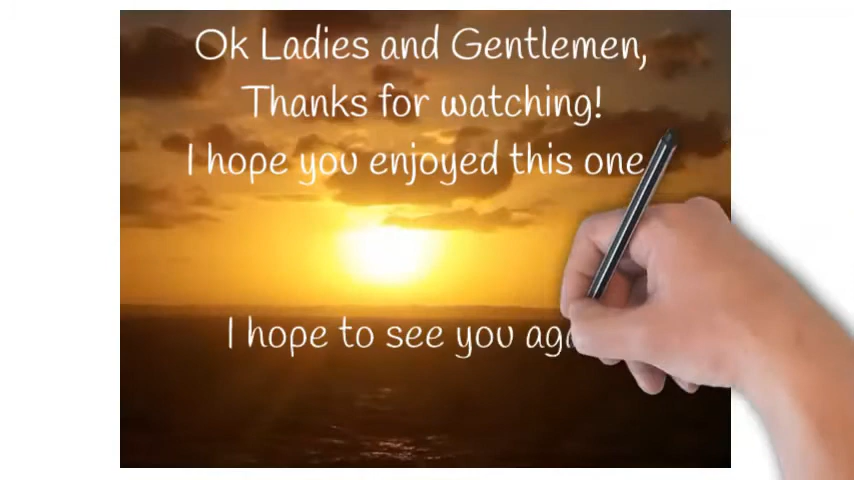 Ok Ladies and Gentlemen,
Thanks for watching!
I hope you enjoyed this one
I hope to see you